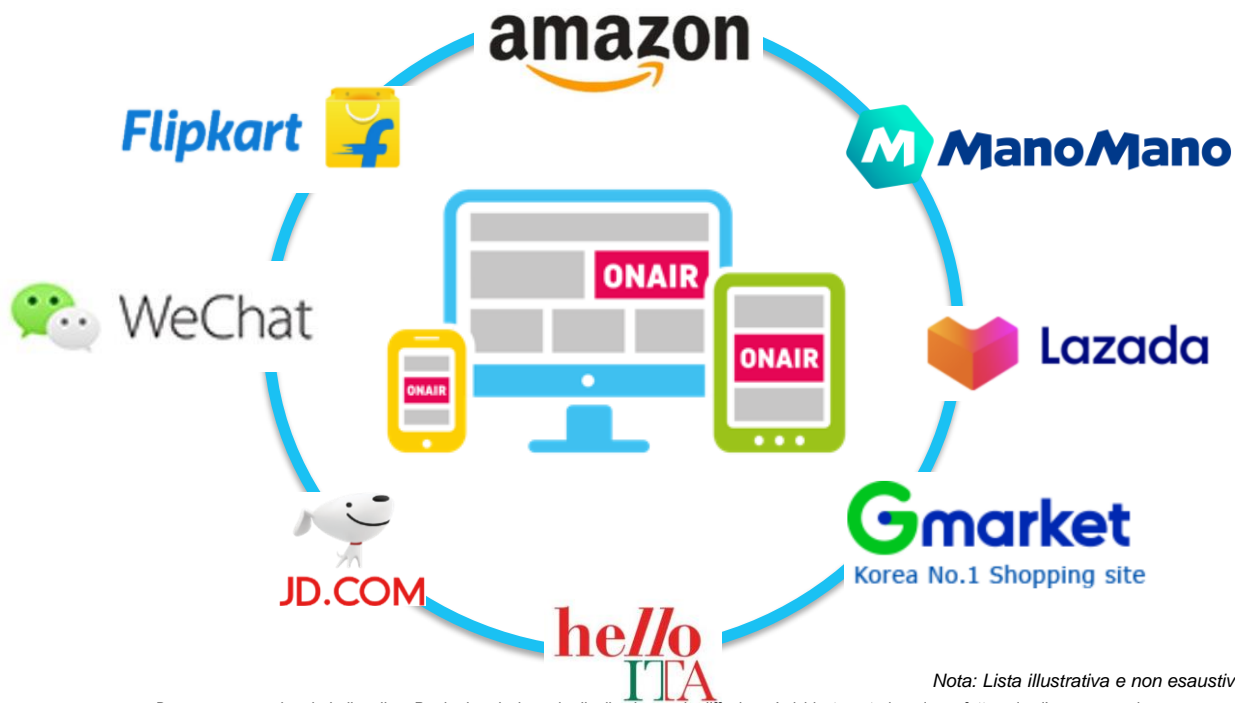 amazon
Flipkart
ManoMano
ONAIR
WeChat
Lazada
ONAIR
ONAIR
Gmarket
Korea No.1 Shopping site
JD.COM
hello
ITA
Nota: Lista illustrativa e non esaustiv